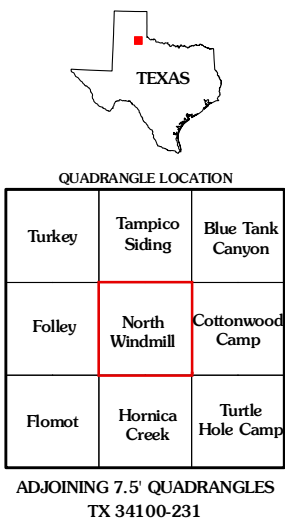 TEXAS
QUADRANGLE LOCATION
Turkey
Tampico
Siding
Blue Tank
Canyon
Folley
North
Windmill
Cottonwood
Camp
Flomot
Hornica
Creek
Turtle
Hole Camp
ADJOINING 7.5' QUADRANGLES
TX 34100-231